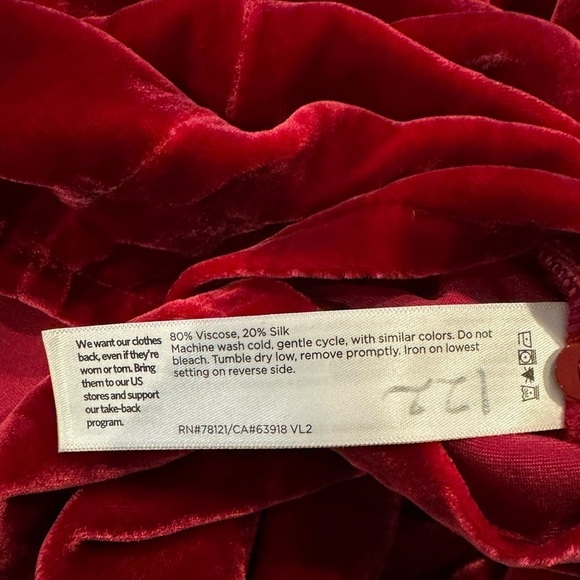 We want our clothes
back, even if they're
worn or torn. Bring
them to our US
stores and support
our take-back
program.
80% Viscose, 20% Silk
Machine wash cold, gentle cycle, with similar colors. Do not
bleach. Tumble dry low, remove promptly. Iron on lowest
setting on reverse side.
RN#78121/CA#63918 VL2
122